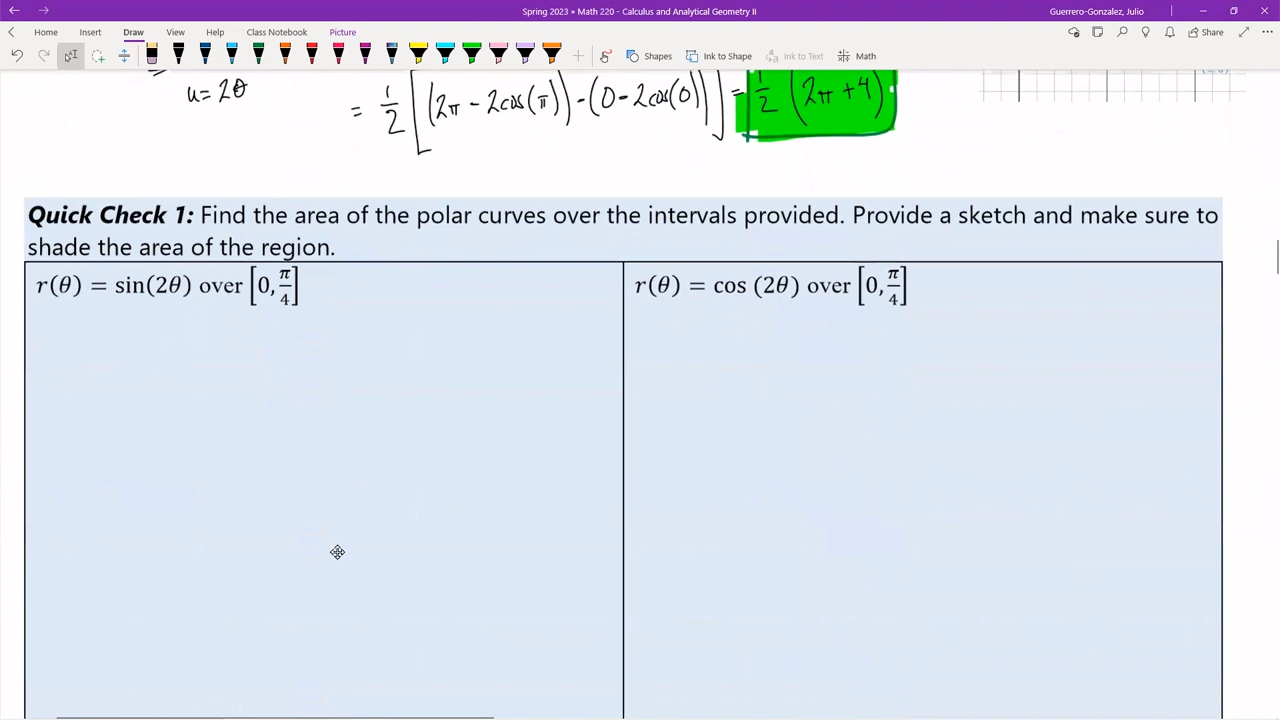 Spring 2023 » Math 220 - Calculus and Analytical Geometry II
Guerrero-Gonzalez, Julio
Home Insert Draw View Help Class Notebook Picture
Share
Shapes Ink to Shape Ink to Text Math
u = 2θ
= 1/2 [(2π - 2cos(π)) - (0 - 2cos(0))] = 1/2 (2π + 4)
Quick Check 1: Find the area of the polar curves over the intervals provided. Provide a sketch and make sure to
shade the area of the region.
r(θ) = sin(2θ) over [0, π/4]
r(θ) = cos (2θ) over [0, π/4]